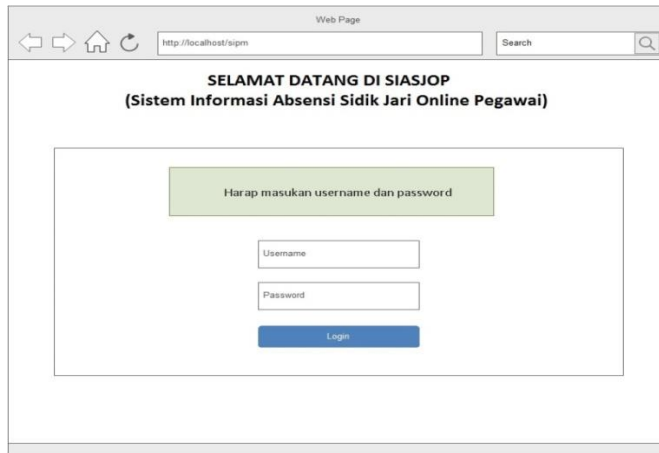 Web Page
http://localhost/sipm
Search
SELAMAT DATANG DI SIASJOP
(Sistem Informasi Absensi Sidik Jari Online Pegawai)
Harap masukan username dan password
Username
Password
Login